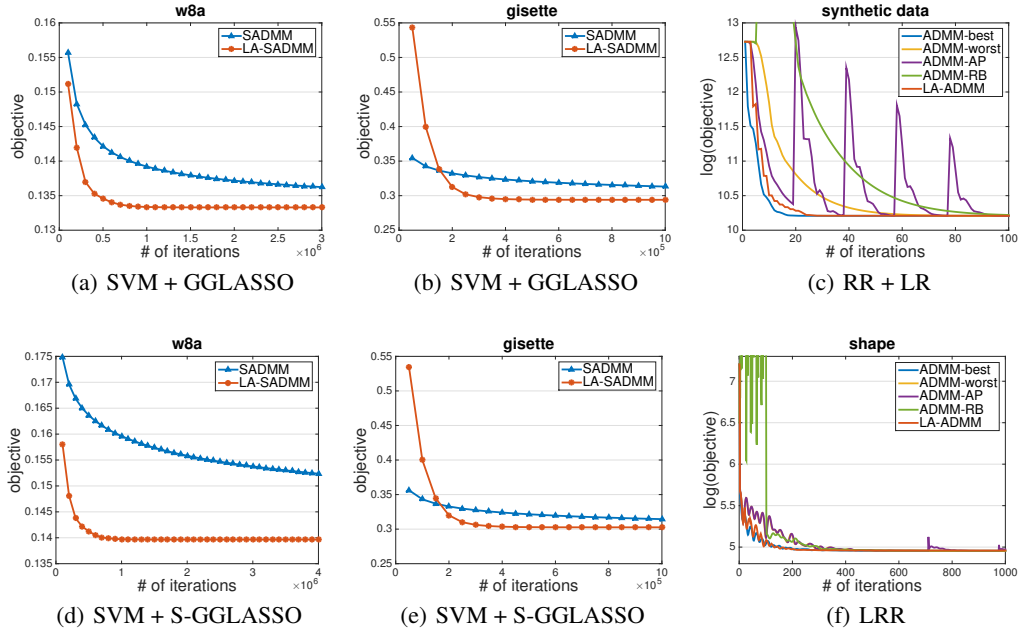 w8a
SADMM
LA-SADMM
objective
0.16
0.155
0.15
0.145
0.14
0.135
0.13
0 0.5 1 1.5 2 2.5 3
# of iterations ×10^6
(a) SVM + GGLASSO
gisette
SADMM
LA-SADMM
objective
0.55
0.5
0.45
0.4
0.35
0.3
0.25
0 2 4 6 8 10
# of iterations ×10^5
(b) SVM + GGLASSO
synthetic data
ADMM-best
ADMM-worst
ADMM-AP
ADMM-RB
LA-ADMM
log(objective)
13
12.5
12
11.5
11
10.5
10
0 20 40 60 80 100
# of iterations
(c) RR + LR
w8a
SADMM
LA-SADMM
objective
0.175
0.17
0.165
0.16
0.155
0.15
0.145
0.14
0.135
0 1 2 3 4
# of iterations ×10^6
(d) SVM + S-GGLASSO
gisette
SADMM
LA-SADMM
objective
0.55
0.5
0.45
0.4
0.35
0.3
0.25
0 2 4 6 8 10
# of iterations ×10^5
(e) SVM + S-GGLASSO
shape
ADMM-best
ADMM-worst
ADMM-AP
ADMM-RB
LA-ADMM
log(objective)
7
6.5
6
5.5
5
0 200 400 600 800 1000
# of iterations
(f) LRR